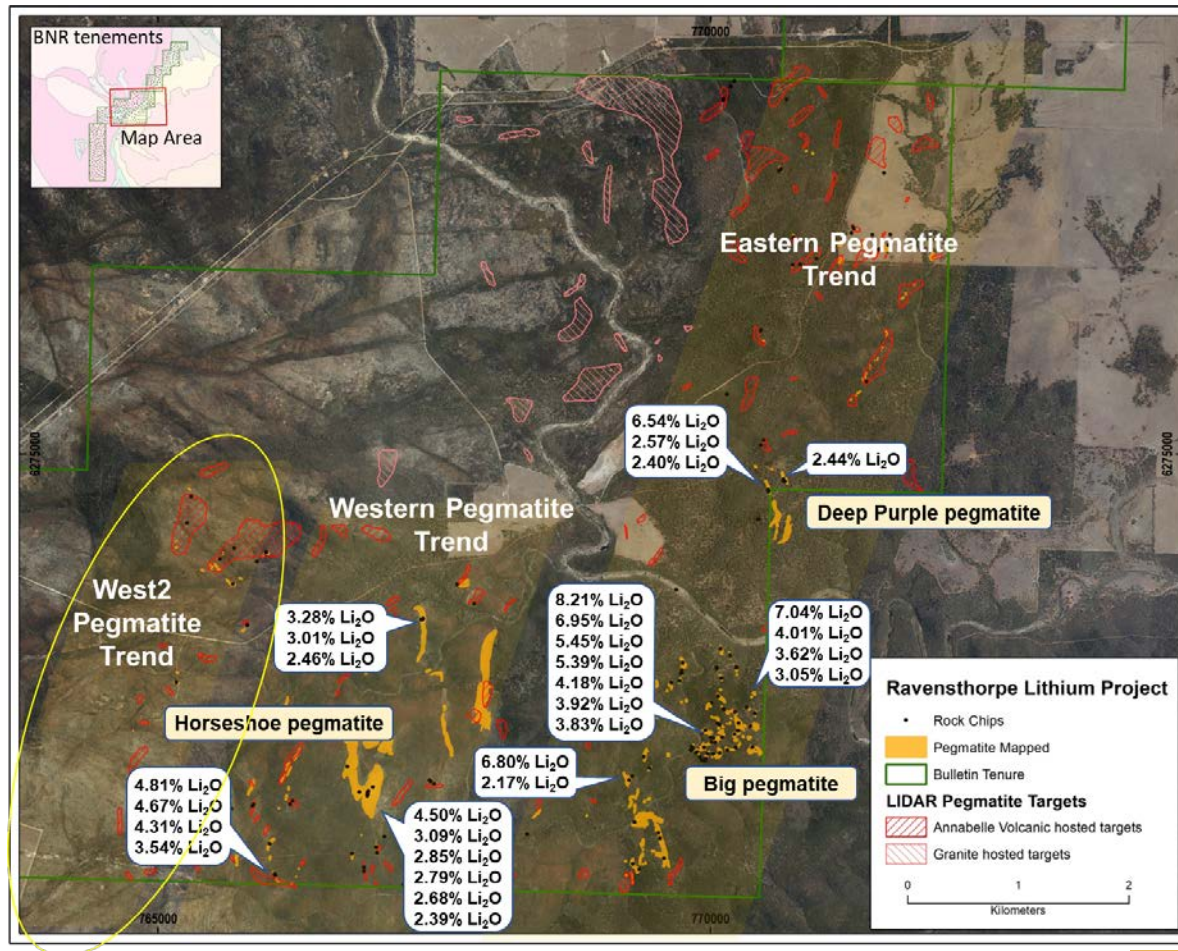 BNR tenements
Map Area
770000
Eastern Pegmatite
Trend
6275000
6275000
6.54% Li₂O
2.57% Li₂O
2.40% Li₂O
2.44% Li₂O
Deep Purple pegmatite
Western Pegmatite
Trend
West2
Pegmatite
Trend
3.28% Li₂O
3.01% Li₂O
2.46% Li₂O
8.21% Li₂O
6.95% Li₂O
5.45% Li₂O
5.39% Li₂O
4.18% Li₂O
3.92% Li₂O
3.83% Li₂O
7.04% Li₂O
4.01% Li₂O
3.62% Li₂O
3.05% Li₂O
Horseshoe pegmatite
6.80% Li₂O
2.17% Li₂O
Big pegmatite
4.81% Li₂O
4.67% Li₂O
4.31% Li₂O
3.54% Li₂O
4.50% Li₂O
3.09% Li₂O
2.85% Li₂O
2.79% Li₂O
2.68% Li₂O
2.39% Li₂O
765000
770000
Ravensthorpe Lithium Project
Rock Chips
Pegmatite Mapped
Bulletin Tenure
LIDAR Pegmatite Targets
Annabelle Volcanic hosted targets
Granite hosted targets
0 1 2
Kilometers